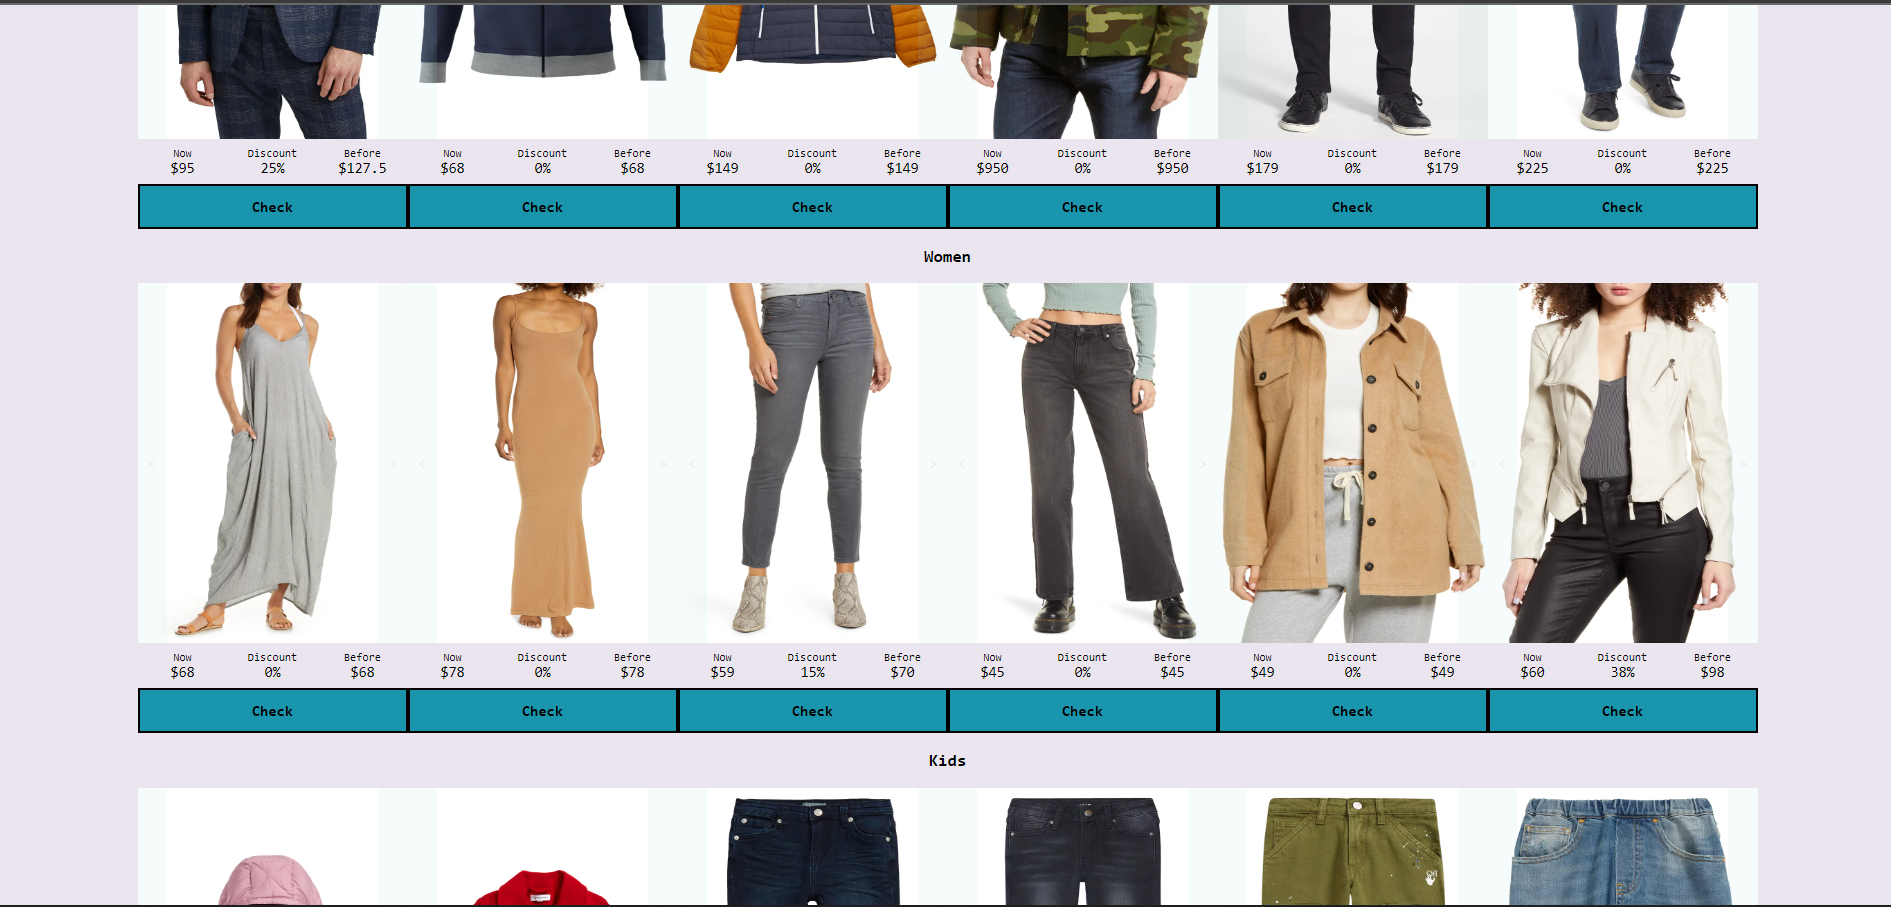 Now Discount Before Now Discount Before Now Discount Before Now Discount Before Now Discount Before Now Discount Before
$95 25% $127.5 $68 0% $68 $149 0% $149 $950 0% $950 $179 0% $179 $225 0% $225
Check Check Check Check Check Check
Women
< > < > < > < > > < >
Now Discount Before Now Discount Before Now Discount Before Now Discount Before Now Discount Before Now Discount Before
$68 0% $68 $78 0% $78 $59 15% $70 $45 0% $45 $49 0% $49 $60 38% $98
Check Check Check Check Check Check
Kids